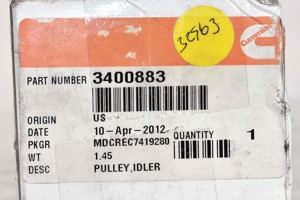 Cummins
PART NUMBER 3400883
ORIGIN US
DATE 10-Apr-2012 QUANTITY 1
PKGR MDCREC7419280
WT 1.45
DESC PULLEY,IDLER